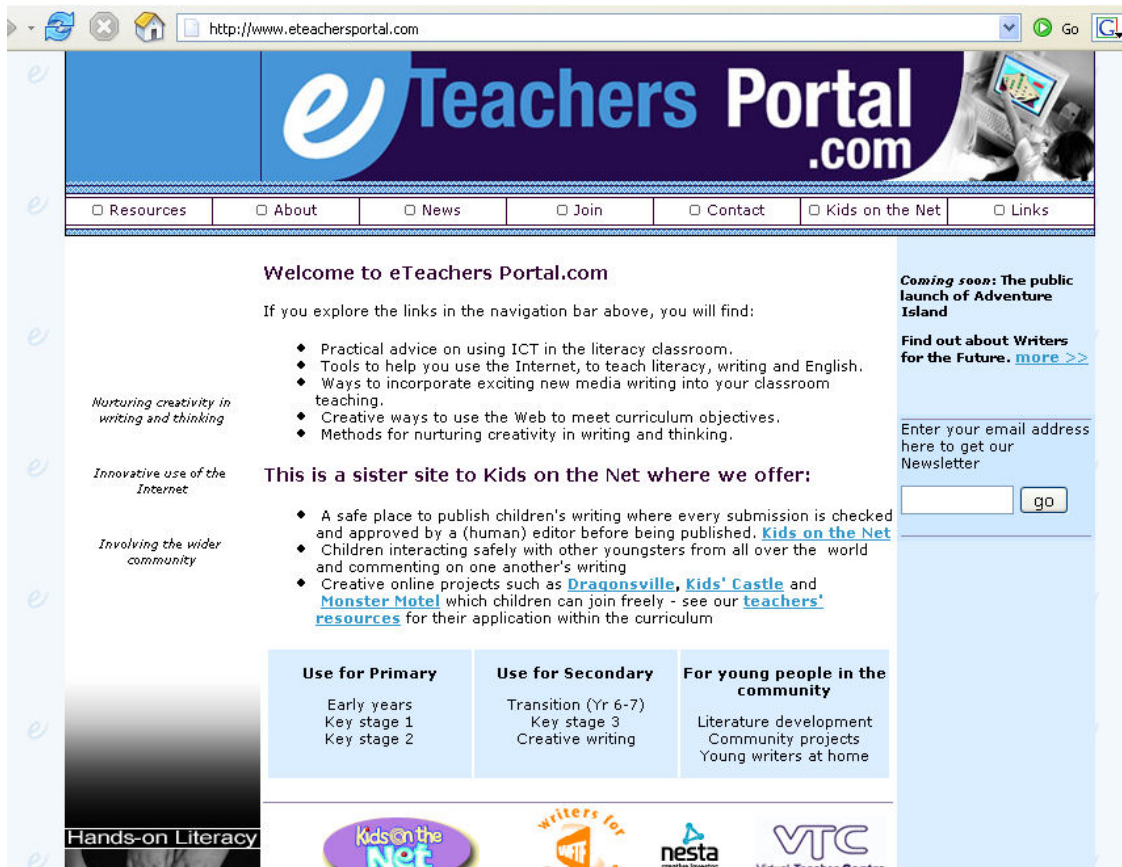 http://www.eteachersportal.com
Go
e Teachers Portal
.com
Resources
About
News
Join
Contact
Kids on the Net
Links
Nurturing creativity in
writing and thinking
Innovative use of the
Internet
Involving the wider
community
Hands-on Literacy
Welcome to eTeachers Portal.com
If you explore the links in the navigation bar above, you will find:
Practical advice on using ICT in the literacy classroom.
Tools to help you use the Internet, to teach literacy, writing and English.
Ways to incorporate exciting new media writing into your classroom
teaching.
Creative ways to use the Web to meet curriculum objectives.
Methods for nurturing creativity in writing and thinking.
This is a sister site to Kids on the Net where we offer:
A safe place to publish children's writing where every submission is checked
and approved by a (human) editor before being published. Kids on the Net
Children interacting safely with other youngsters from all over the world
and commenting on one another's writing
Creative online projects such as Dragonsville, Kids' Castle and
Monster Motel which children can join freely - see our teachers'
resources for their application within the curriculum
Use for Primary
Early years
Key stage 1
Key stage 2
Use for Secondary
Transition (Yr 6-7)
Key stage 3
Creative writing
For young people in the
community
Literature development
Community projects
Young writers at home
Kids on the
Net
writers for
WFTF
nesta
creative investor
VTC
Virtual Teacher Centre
Coming soon: The public
launch of Adventure
Island
Find out about Writers
for the Future. more >>
Enter your email address
here to get our
Newsletter
go